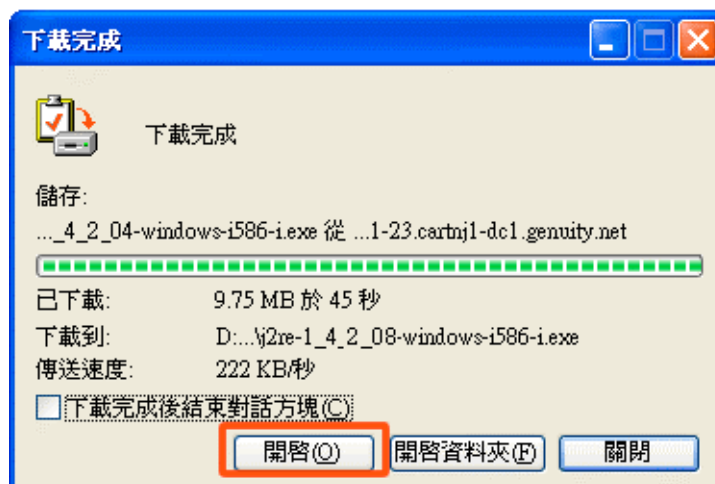 下載完成
下載完成
儲存:
..._4_2_04-windows-i586-i.exe 從 ...1-23.cartnj1-dc1.genuity.net
已下載: 9.75 MB 於 45 秒
下載到: D:...\j2re-1_4_2_08-windows-i586-i.exe
傳送速度: 222 KB/秒
下載完成後結束對話方塊(C)
開啓(O) 開啓資料夾(F) 關閉